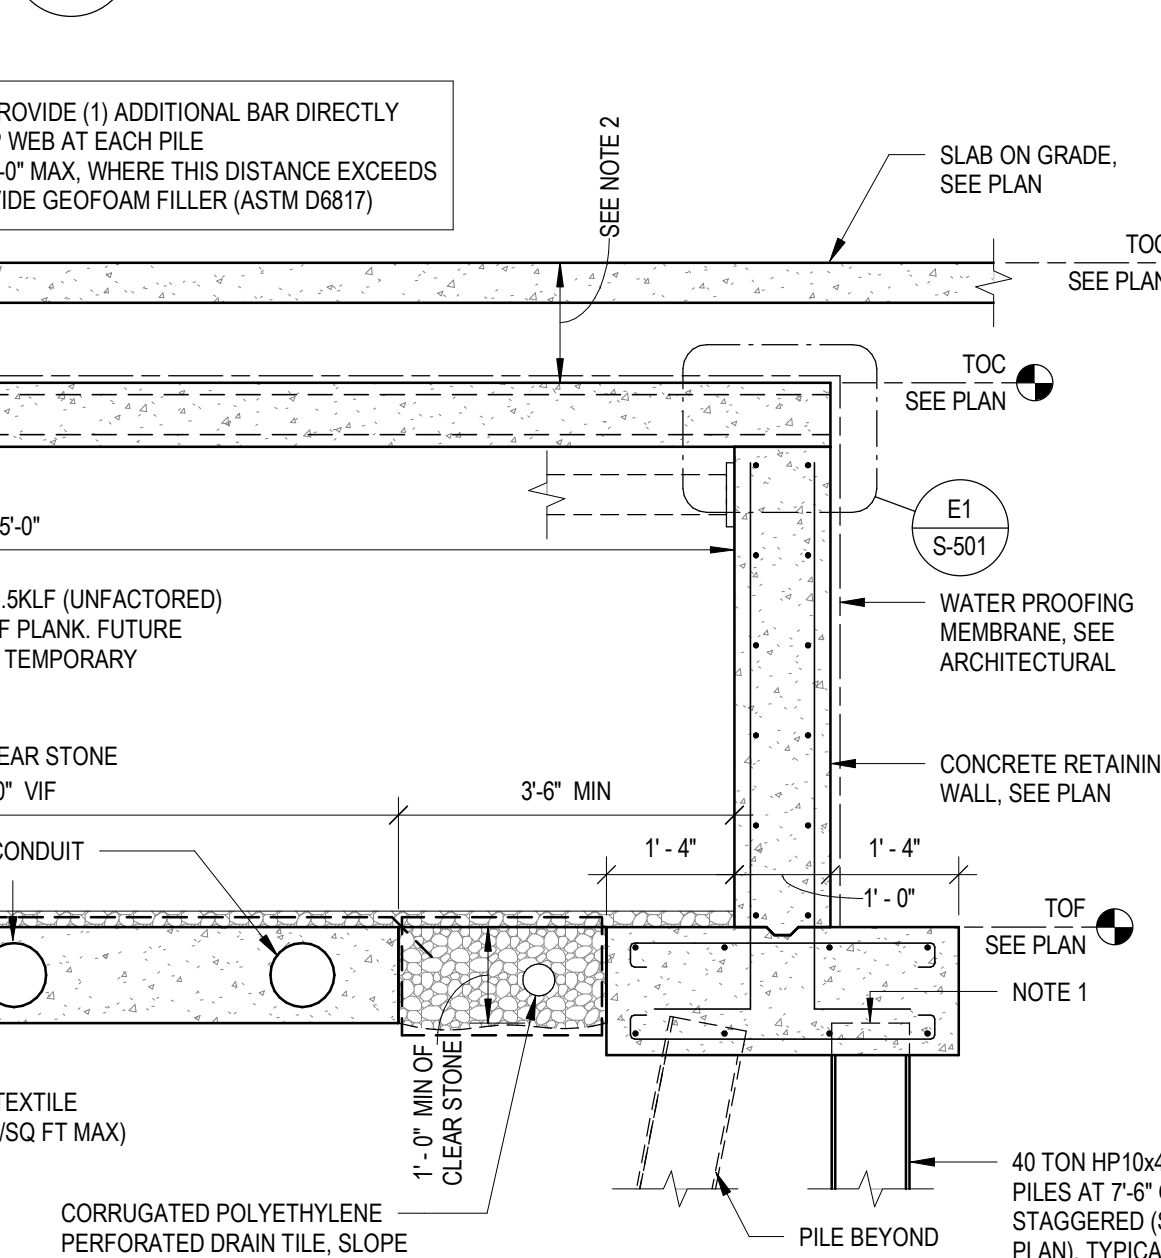 ROVIDE (1) ADDITIONAL BAR DIRECTLY
WEB AT EACH PILE
-0" MAX, WHERE THIS DISTANCE EXCEEDS
IDE GEOFOAM FILLER (ASTM D6817)
SEE NOTE 2
SLAB ON GRADE,
SEE PLAN
TOC
SEE PLAN
TOC
SEE PLAN
E1
S-501
5'-0"
.5KLF (UNFACTORED)
F PLANK. FUTURE
TEMPORARY
WATER PROOFING
MEMBRANE, SEE
ARCHITECTURAL
EAR STONE
0" VIF
3'-6" MIN
CONCRETE RETAININ
WALL, SEE PLAN
CONDUIT
1' - 4"
1' - 4"
1' - 0"
TOF
SEE PLAN
NOTE 1
1' - 0" MIN OF
CLEAR STONE
TEXTILE
/SQ FT MAX)
CORRUGATED POLYETHYLENE
PERFORATED DRAIN TILE, SLOPE
PILE BEYOND
40 TON HP10x4
PILES AT 7'-6"
STAGGERED (S
PLAN), TYPICA